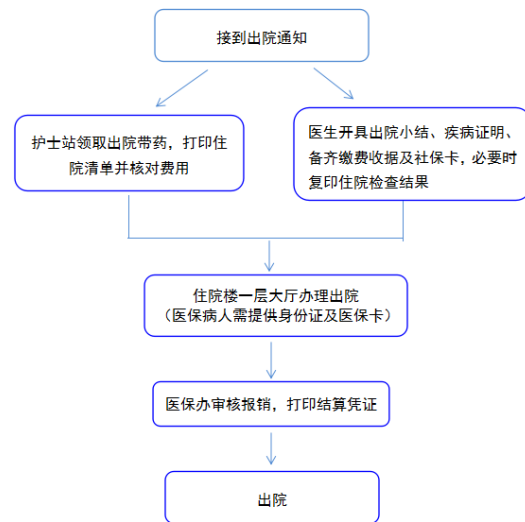 接到出院通知
护士站领取出院带药，打印住
院清单并核对费用
医生开具出院小结、疾病证明、
备齐缴费收据及社保卡，必要时
复印住院检查结果
住院楼一层大厅办理出院
（医保病人需提供身份证及医保卡）
医保办审核报销，打印结算凭证
出院